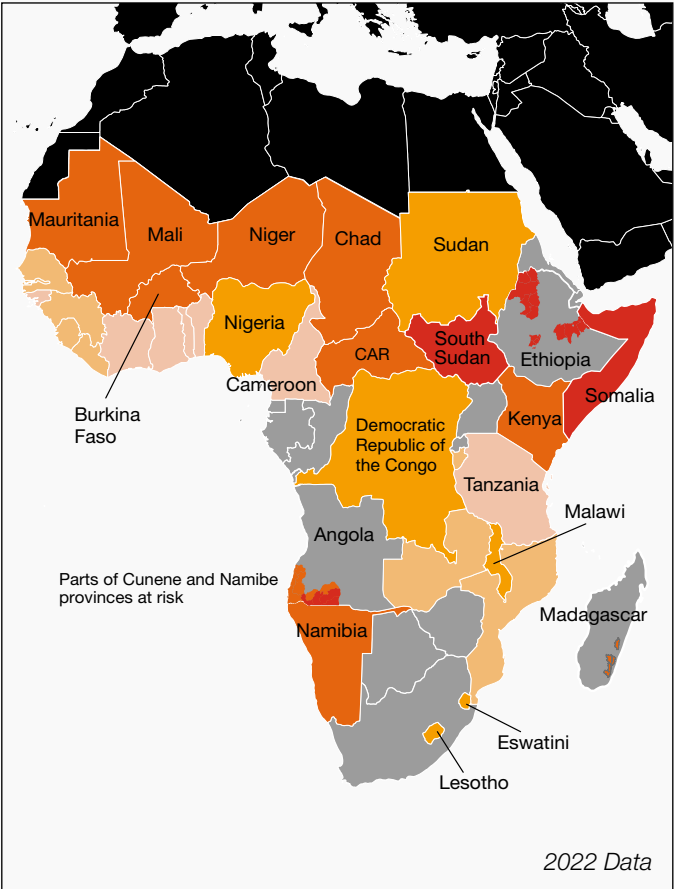 Mauritania
Mali
Niger
Chad
Sudan
Nigeria
CAR
South
Sudan
Ethiopia
Cameroon
Somalia
Burkina
Faso
Kenya
Democratic
Republic of
the Congo
Tanzania
Malawi
Angola
Parts of Cunene and Namibe
provinces at risk
Madagascar
Namibia
Eswatini
Lesotho
2022 Data